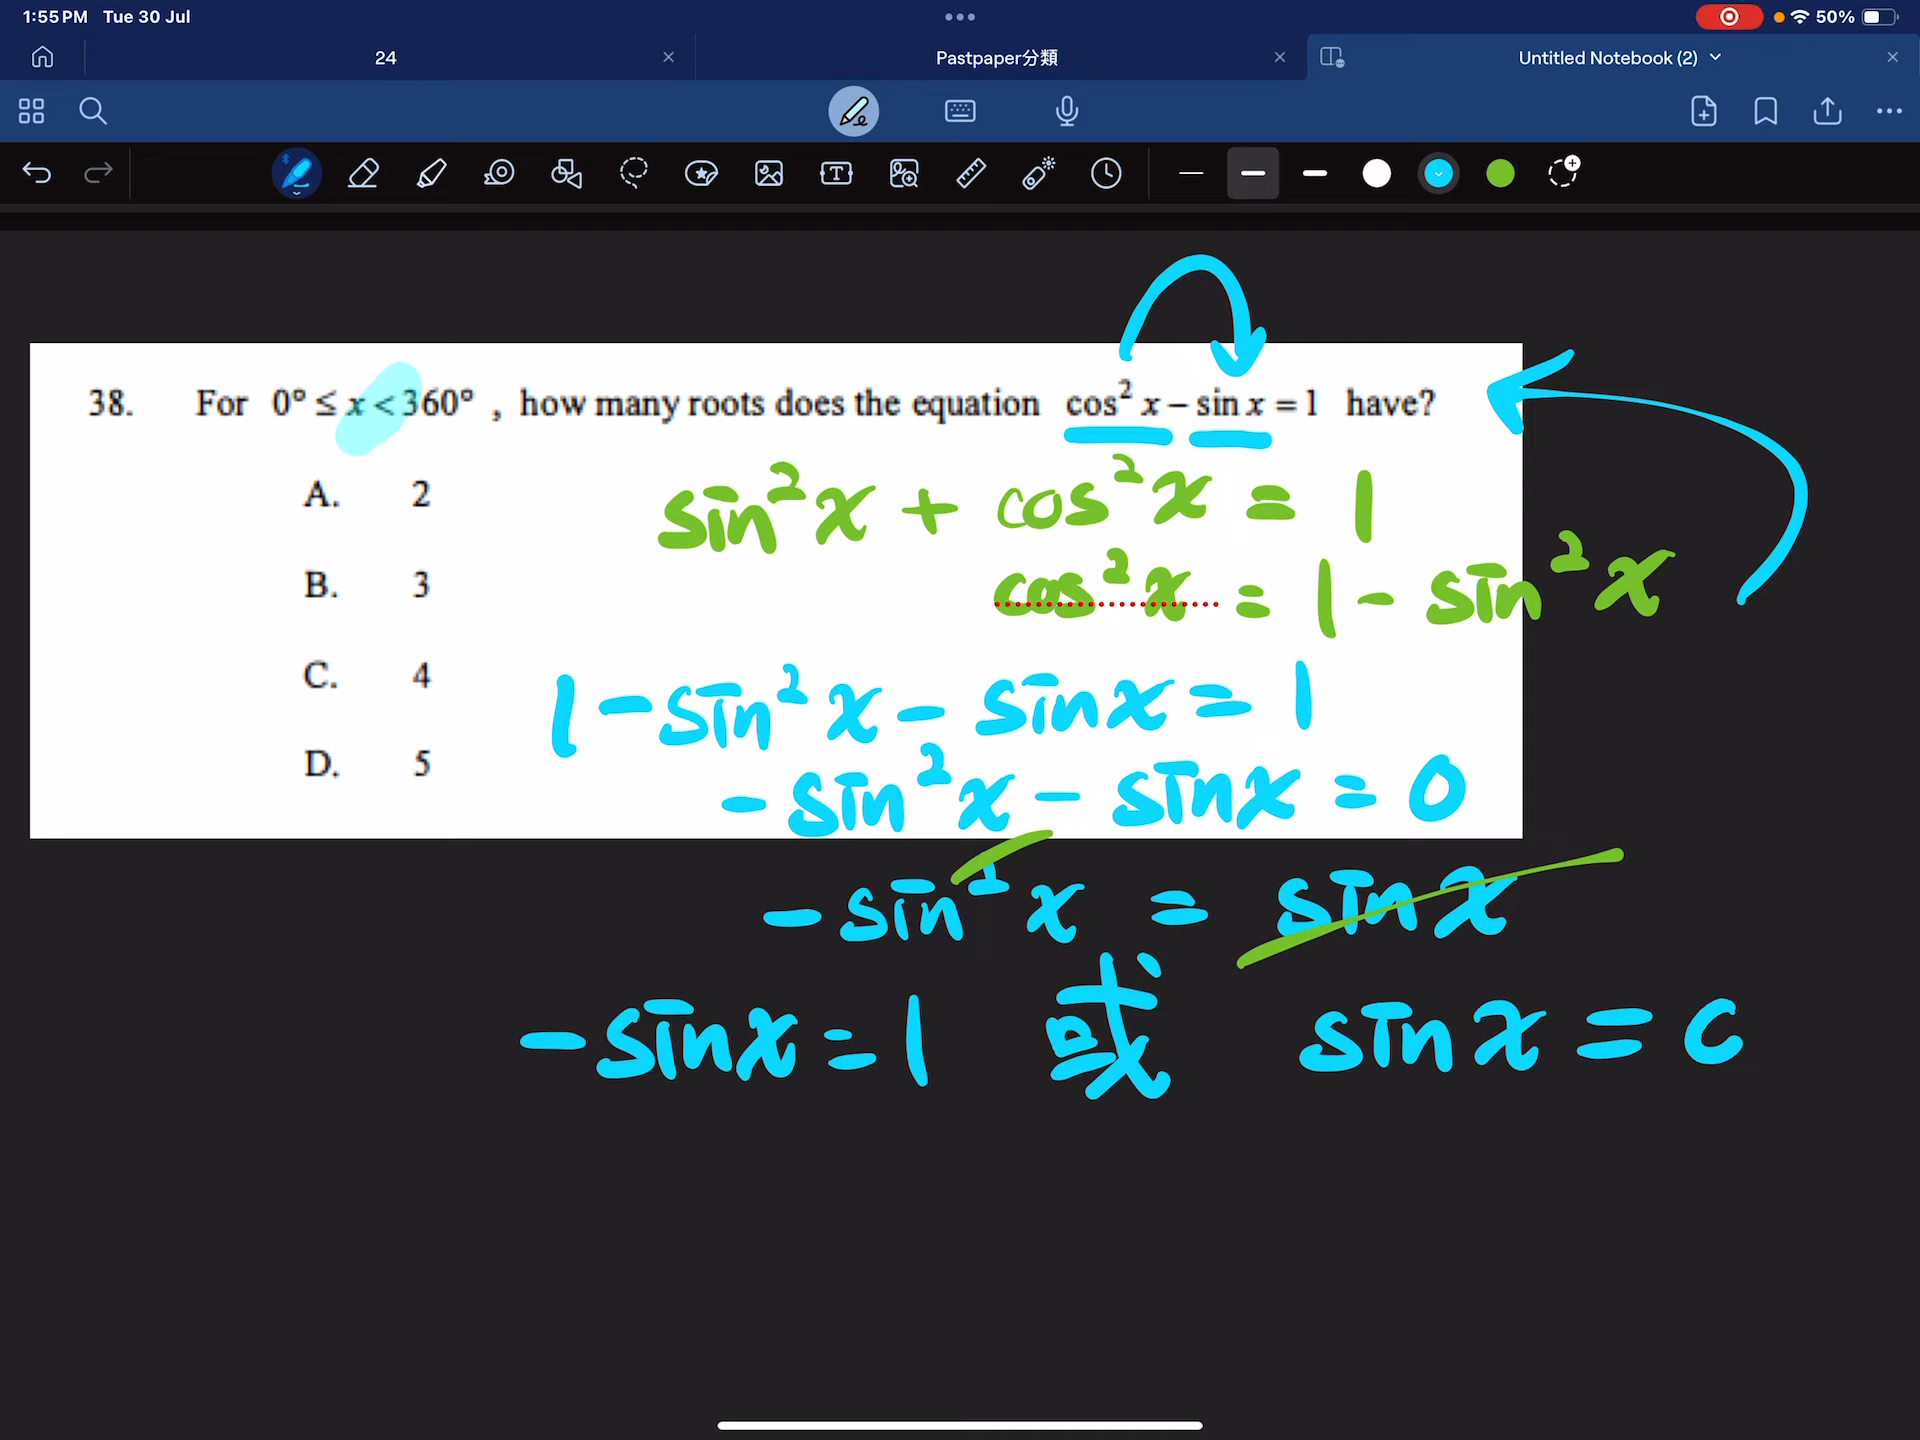 1:55 PM Tue 30 Jul
50%
24
Pastpaper分類
Untitled Notebook (2)
38. For 0° ≤ x < 360° , how many roots does the equation cos² x − sin x = 1 have?
A. 2
B. 3
C. 4
D. 5
sin²x + cos²x = 1
cos²x = 1 - sin²x
1 - sin²x - sinx = 1
- sin²x - sinx = 0
- sin²x = sinx
- sinx = 1 或 sinx = c